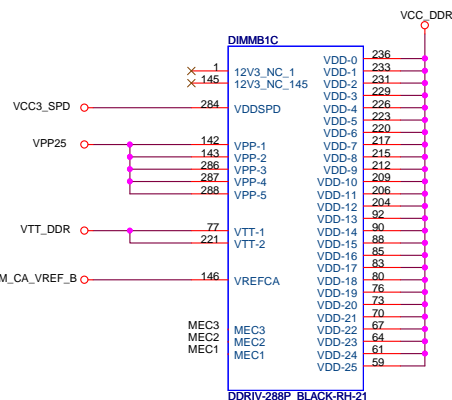 VCC_DDR
DIMMB1C
1 12V3_NC_1
145 12V3_NC_145
VCC3_SPD 284 VDDSPD
VPP25 142 VPP-1
143 VPP-2
286 VPP-3
287 VPP-4
288 VPP-5
VTT_DDR 77 VTT-1
221 VTT-2
M_CA_VREF_B 146 VREFCA
MEC3 MEC3
MEC2 MEC2
MEC1 MEC1
VDD-0 236
VDD-1 233
VDD-2 231
VDD-3 229
VDD-4 226
VDD-5 223
VDD-6 220
VDD-7 217
VDD-8 215
VDD-9 212
VDD-10 209
VDD-11 206
VDD-12 204
VDD-13 92
VDD-14 90
VDD-15 88
VDD-16 85
VDD-17 83
VDD-18 80
VDD-19 76
VDD-20 73
VDD-21 70
VDD-22 67
VDD-23 64
VDD-24 61
VDD-25 59
DDRIV-288P_BLACK-RH-21